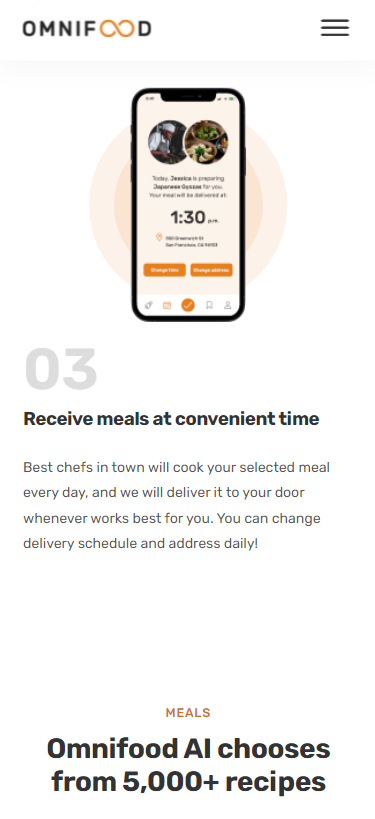 OMNIFOOD
Today, Jessica is preparing
Japanese Gyozas for you.
Your meal will be delivered at:
1:30 p.m.
San Francisco, CA 94103
Change time
Change address
03
Receive meals at convenient time
Best chefs in town will cook your selected meal
every day, and we will deliver it to your door
whenever works best for you. You can change
delivery schedule and address daily!
MEALS
Omnifood AI chooses
from 5,000+ recipes